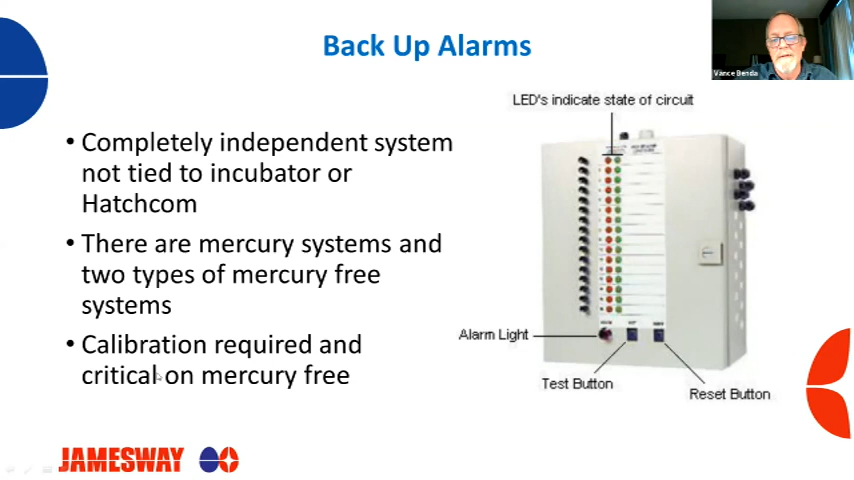 Back Up Alarms
Vance Benda
LED's indicate state of circuit
• Completely independent system
not tied to incubator or
Hatchcom
• There are mercury systems and
two types of mercury free
systems
• Calibration required and
critical on mercury free
Alarm Light
Test Button
Reset Button
JAMESWAY